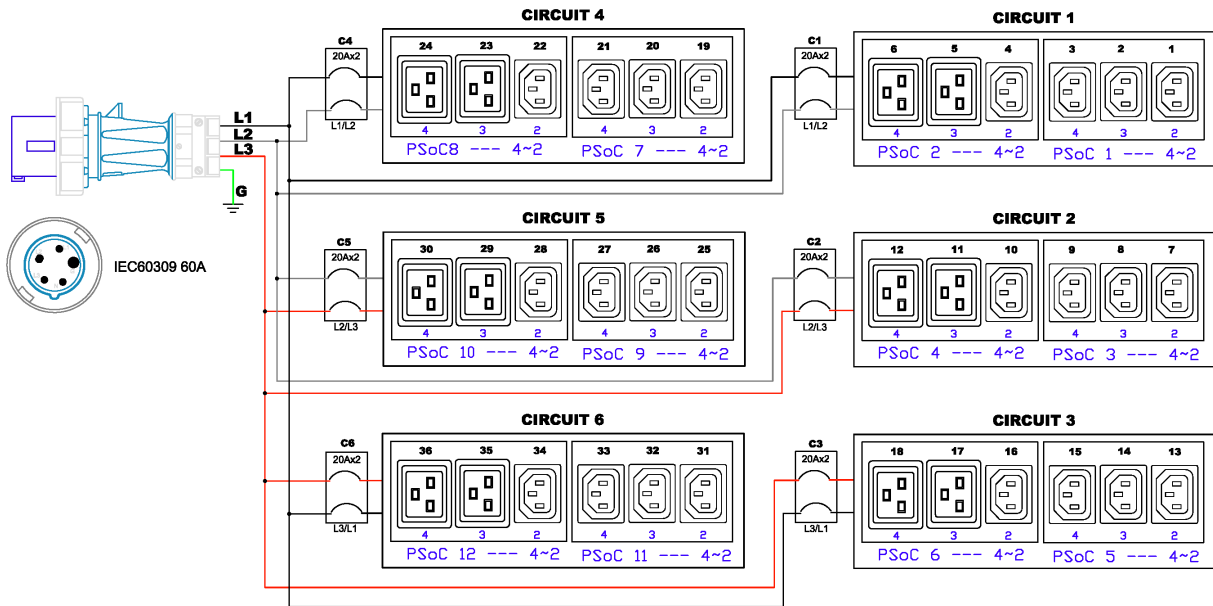 CIRCUIT 4
C4
20Ax2
L1/L2
24 23 22 21 20 19
4 3 2 4 3 2
PSoC8 --- 4~2 PSoC 7 --- 4~2
CIRCUIT 1
C1
20Ax2
L1/L2
6 5 4 3 2 1
4 3 2 4 3 2
PSoC 2 --- 4~2 PSoC 1 --- 4~2
L1
L2
L3
G
IEC60309 60A
CIRCUIT 5
C5
20Ax2
L2/L3
30 29 28 27 26 25
4 3 2 4 3 2
PSoC 10 --- 4~2 PSoC 9 --- 4~2
CIRCUIT 2
C2
20Ax2
L2/L3
12 11 10 9 8 7
4 3 2 4 3 2
PSoC 4 --- 4~2 PSoC 3 --- 4~2
CIRCUIT 6
C6
20Ax2
L3/L1
36 35 34 33 32 31
4 3 2 4 3 2
PSoC 12 --- 4~2 PSoC 11 --- 4~2
CIRCUIT 3
C3
20Ax2
L3/L1
18 17 16 15 14 13
4 3 2 4 3 2
PSoC 6 --- 4~2 PSoC 5 --- 4~2